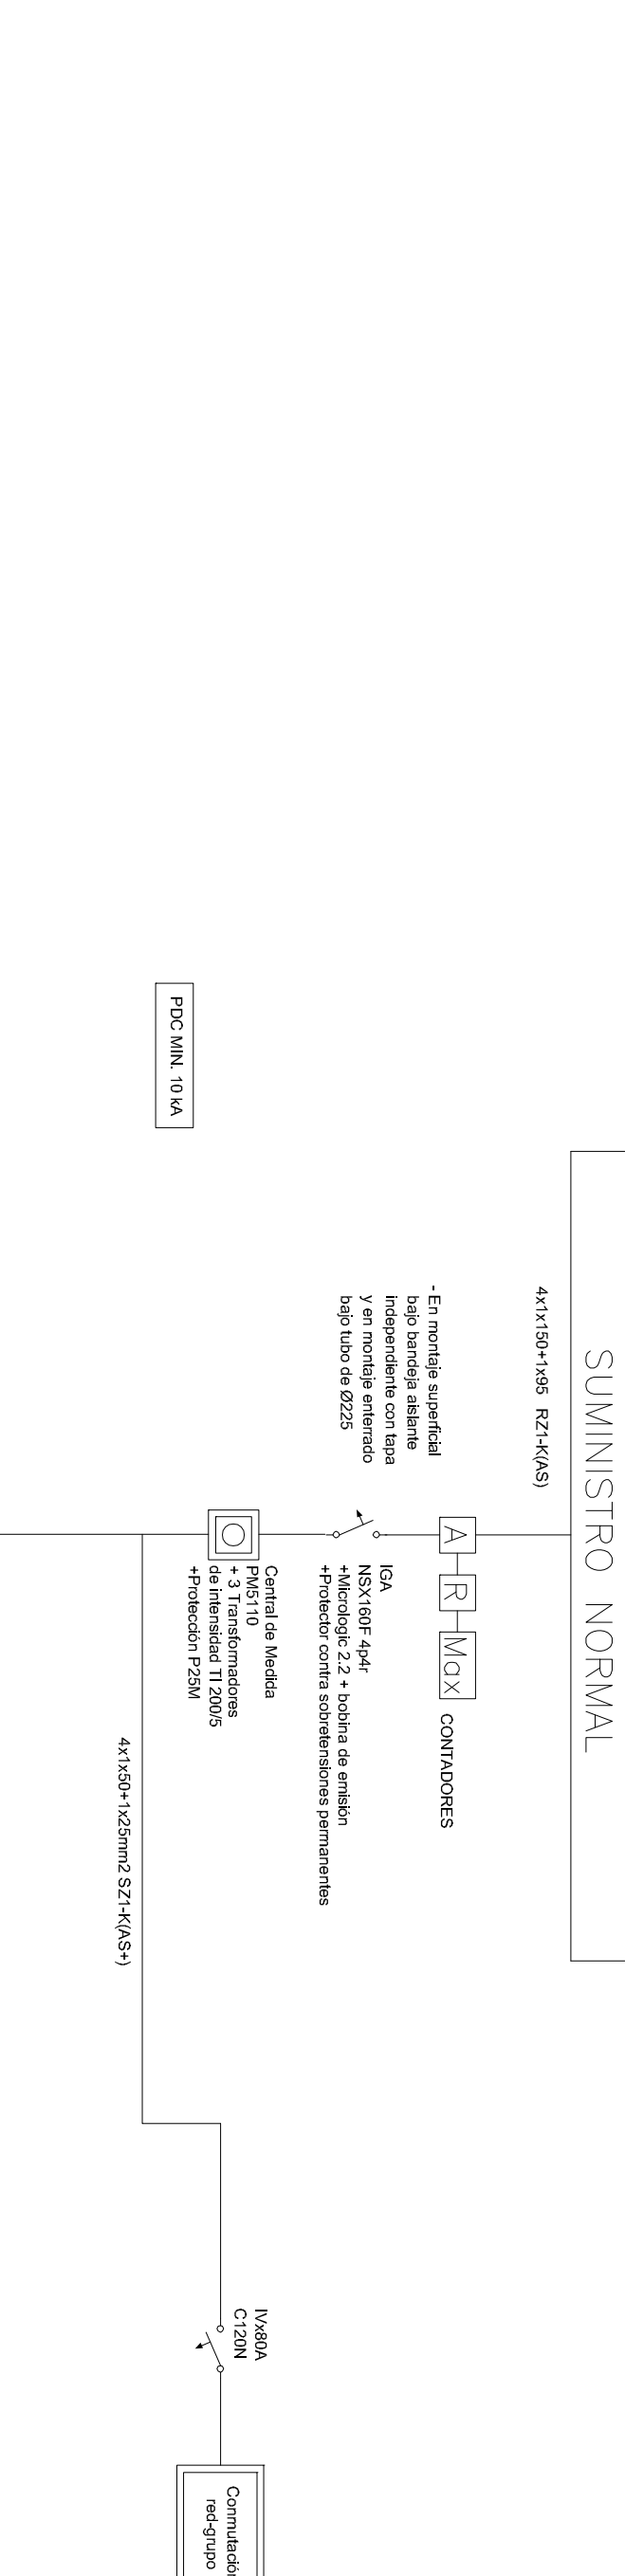 SUMINISTRO NORMAL
4x1x150+1x95 RZ1-K(AS)
- En montaje superficial
bajo bandeja aislante
independiente con tapa
y en montaje enterrado
bajo tubo de Ø225
A
R
Max
CONTADORES
IGA
NSX160F 4p4r
+Micrologic 2.2 + bobina de emisión
+Protector contra sobretensiones permanentes
Central de Medida
PM5110
+ 3 Transformadores
de intensidad TI 200/5
+Protección P25M
PDC MIN. 10 kA
4x1x50+1x25mm2 SZ1-K(AS+)
IVx80A
C120N
Conmutación
red-grupo